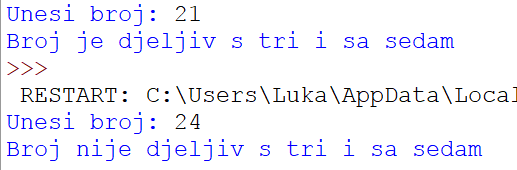 Unesi broj: 21
Broj je djeljiv s tri i sa sedam
>>>
RESTART: C:\Users\Luka\AppData\Local
Unesi broj: 24
Broj nije djeljiv s tri i sa sedam